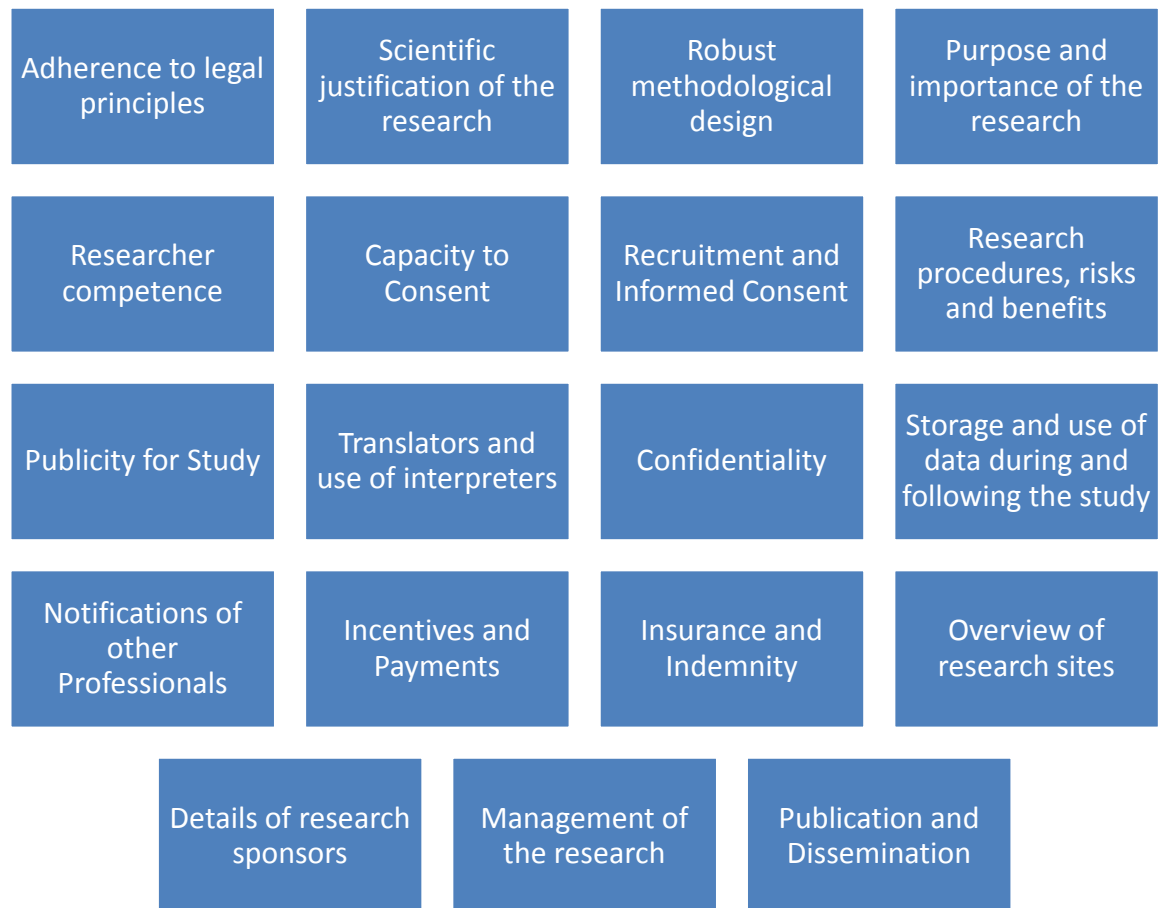 Adherence to legal
principles
Scientific
justification of the
research
Robust
methodological
design
Purpose and
importance of the
research
Researcher
competence
Capacity to
Consent
Recruitment and
Informed Consent
Research
procedures, risks
and benefits
Publicity for Study
Translators and
use of interpreters
Confidentiality
Storage and use of
data during and
following the study
Notifications of
other
Professionals
Incentives and
Payments
Insurance and
Indemnity
Overview of
research sites
Details of research
sponsors
Management of
the research
Publication and
Dissemination